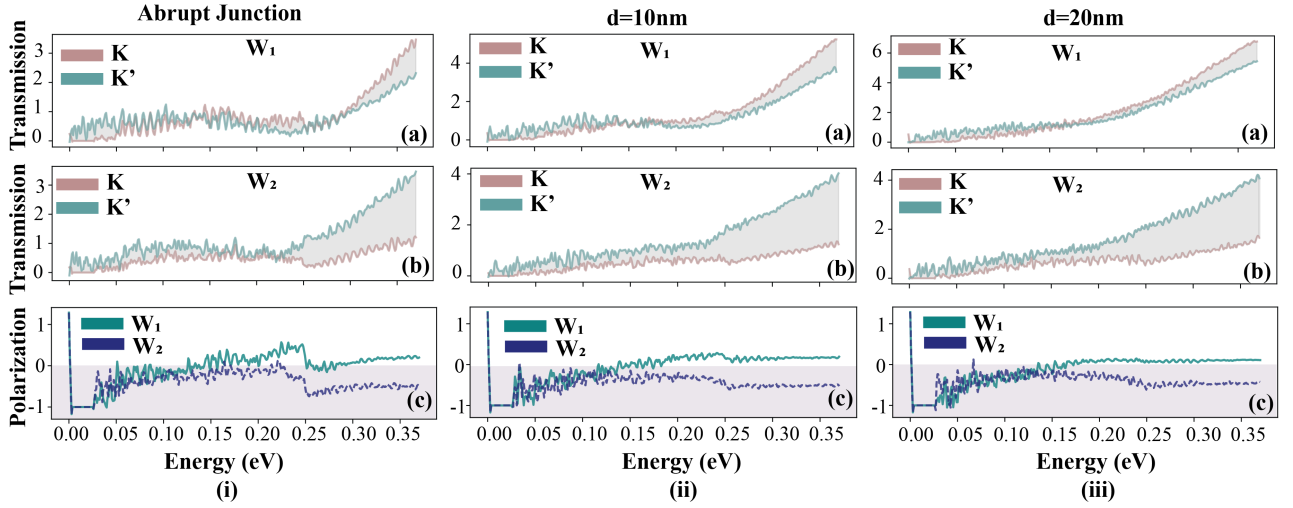 Abrupt Junction
Transmission
3
2
1
0
K
K’
W₁
(a)
Transmission
3
2
1
0
K
K’
W₂
(b)
Polarization
1
0
-1
W₁
W₂
(c)
0.00 0.05 0.10 0.15 0.20 0.25 0.30 0.35
Energy (eV)
(i)
d=10nm
4
2
0
K
K’
W₁
(a)
4
2
0
K
K’
W₂
(b)
1
0
-1
W₁
W₂
(c)
0.00 0.05 0.10 0.15 0.20 0.25 0.30 0.35
Energy (eV)
(ii)
d=20nm
6
4
2
0
K
K’
W₁
(a)
4
2
0
K
K’
W₂
(b)
1
0
-1
W₁
W₂
(c)
0.00 0.05 0.10 0.15 0.20 0.25 0.30 0.35
Energy (eV)
(iii)